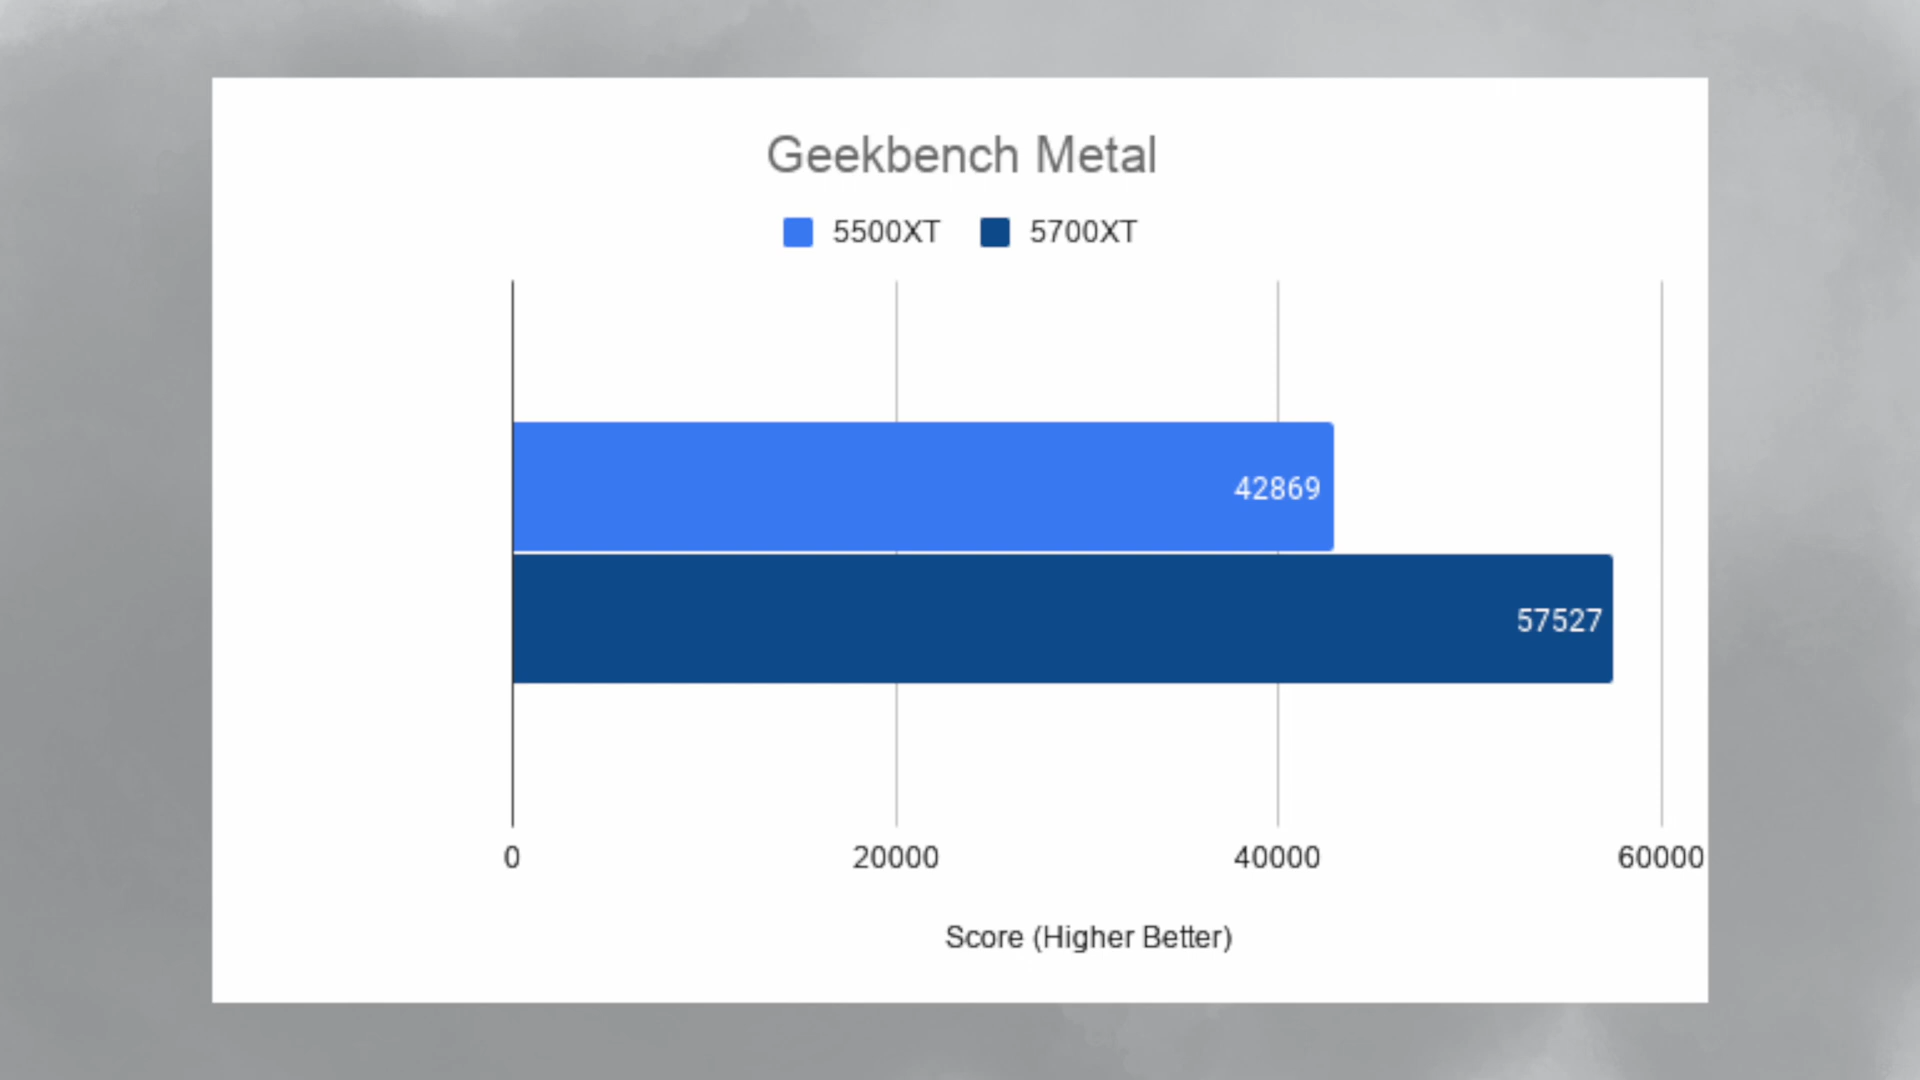 Geekbench Metal
5500XT 5700XT
42869
57527
0 20000 40000 60000
Score (Higher Better)